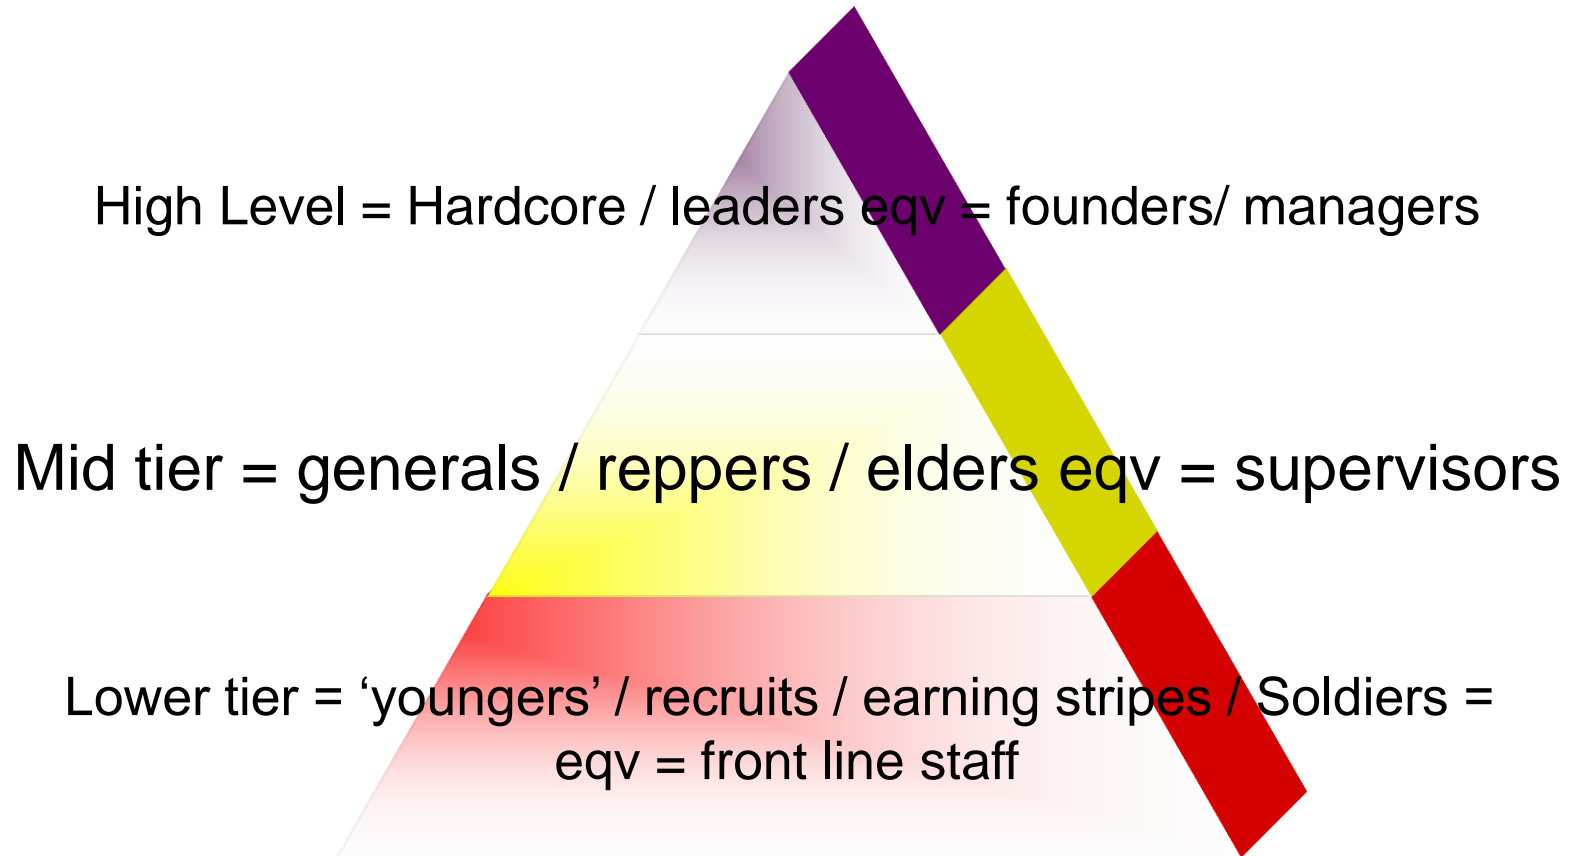 High Level = Hardcore / leaders eqv = founders/ managers
Mid tier = generals / reppers / elders eqv = supervisors
Lower tier = ‘youngers’ / recruits / earning stripes / Soldiers =
eqv = front line staff